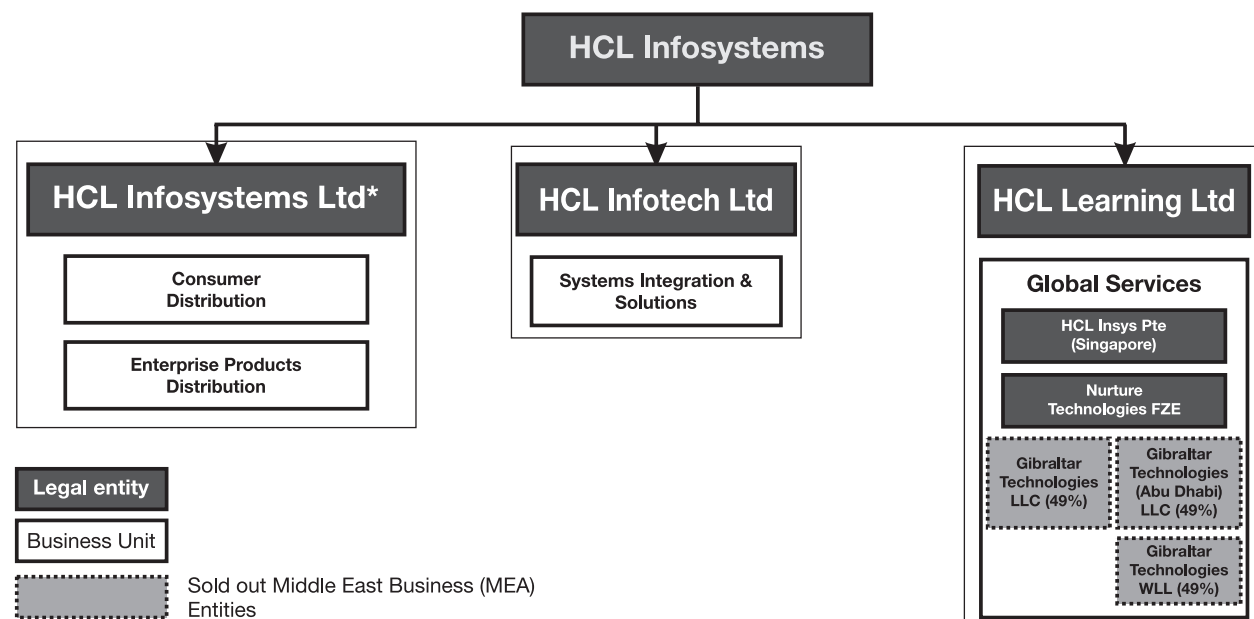 HCL Infosystems
HCL Infosystems Ltd*
Consumer
Distribution
Enterprise Products
Distribution
HCL Infotech Ltd
Systems Integration &
Solutions
HCL Learning Ltd
Global Services
HCL Insys Pte
(Singapore)
Nurture
Technologies FZE
Gibraltar
Technologies
LLC (49%)
Gibraltar
Technologies
(Abu Dhabi)
LLC (49%)
Gibraltar
Technologies
WLL (49%)
Legal entity
Business Unit
Sold out Middle East Business (MEA)
Entities